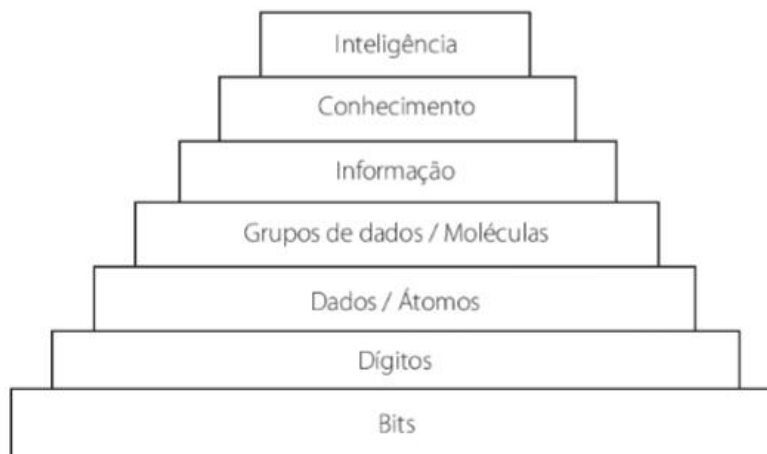 Inteligência
Conhecimento
Informação
Grupos de dados / Moléculas
Dados / Átomos
Dígitos
Bits